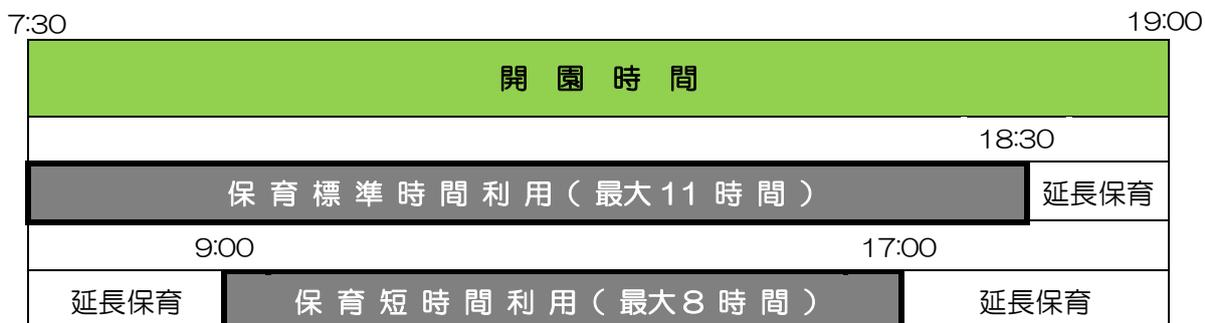 7:30 19:00
開園時間
18:30
保育標準時間利用（最大11時間） 延長保育
9:00 17:00
延長保育 保育短時間利用（最大8時間） 延長保育